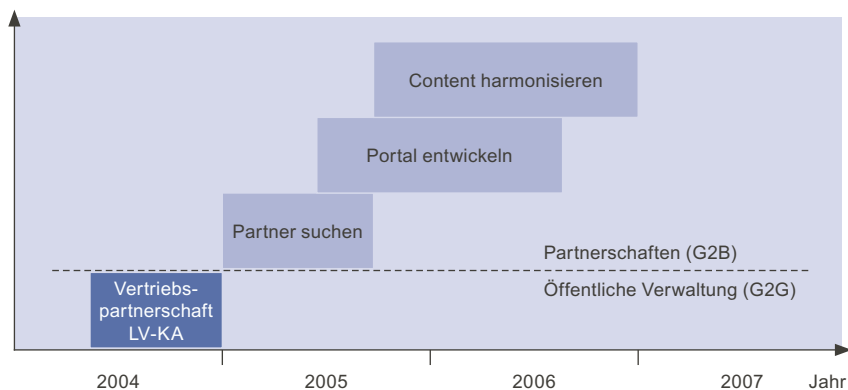 Content harmonisieren
Portal entwickeln
Partner suchen
Partnerschaften (G2B)
Vertriebs-
partnerschaft
LV-KA
Öffentliche Verwaltung (G2G)
2004
2005
2006
2007
Jahr